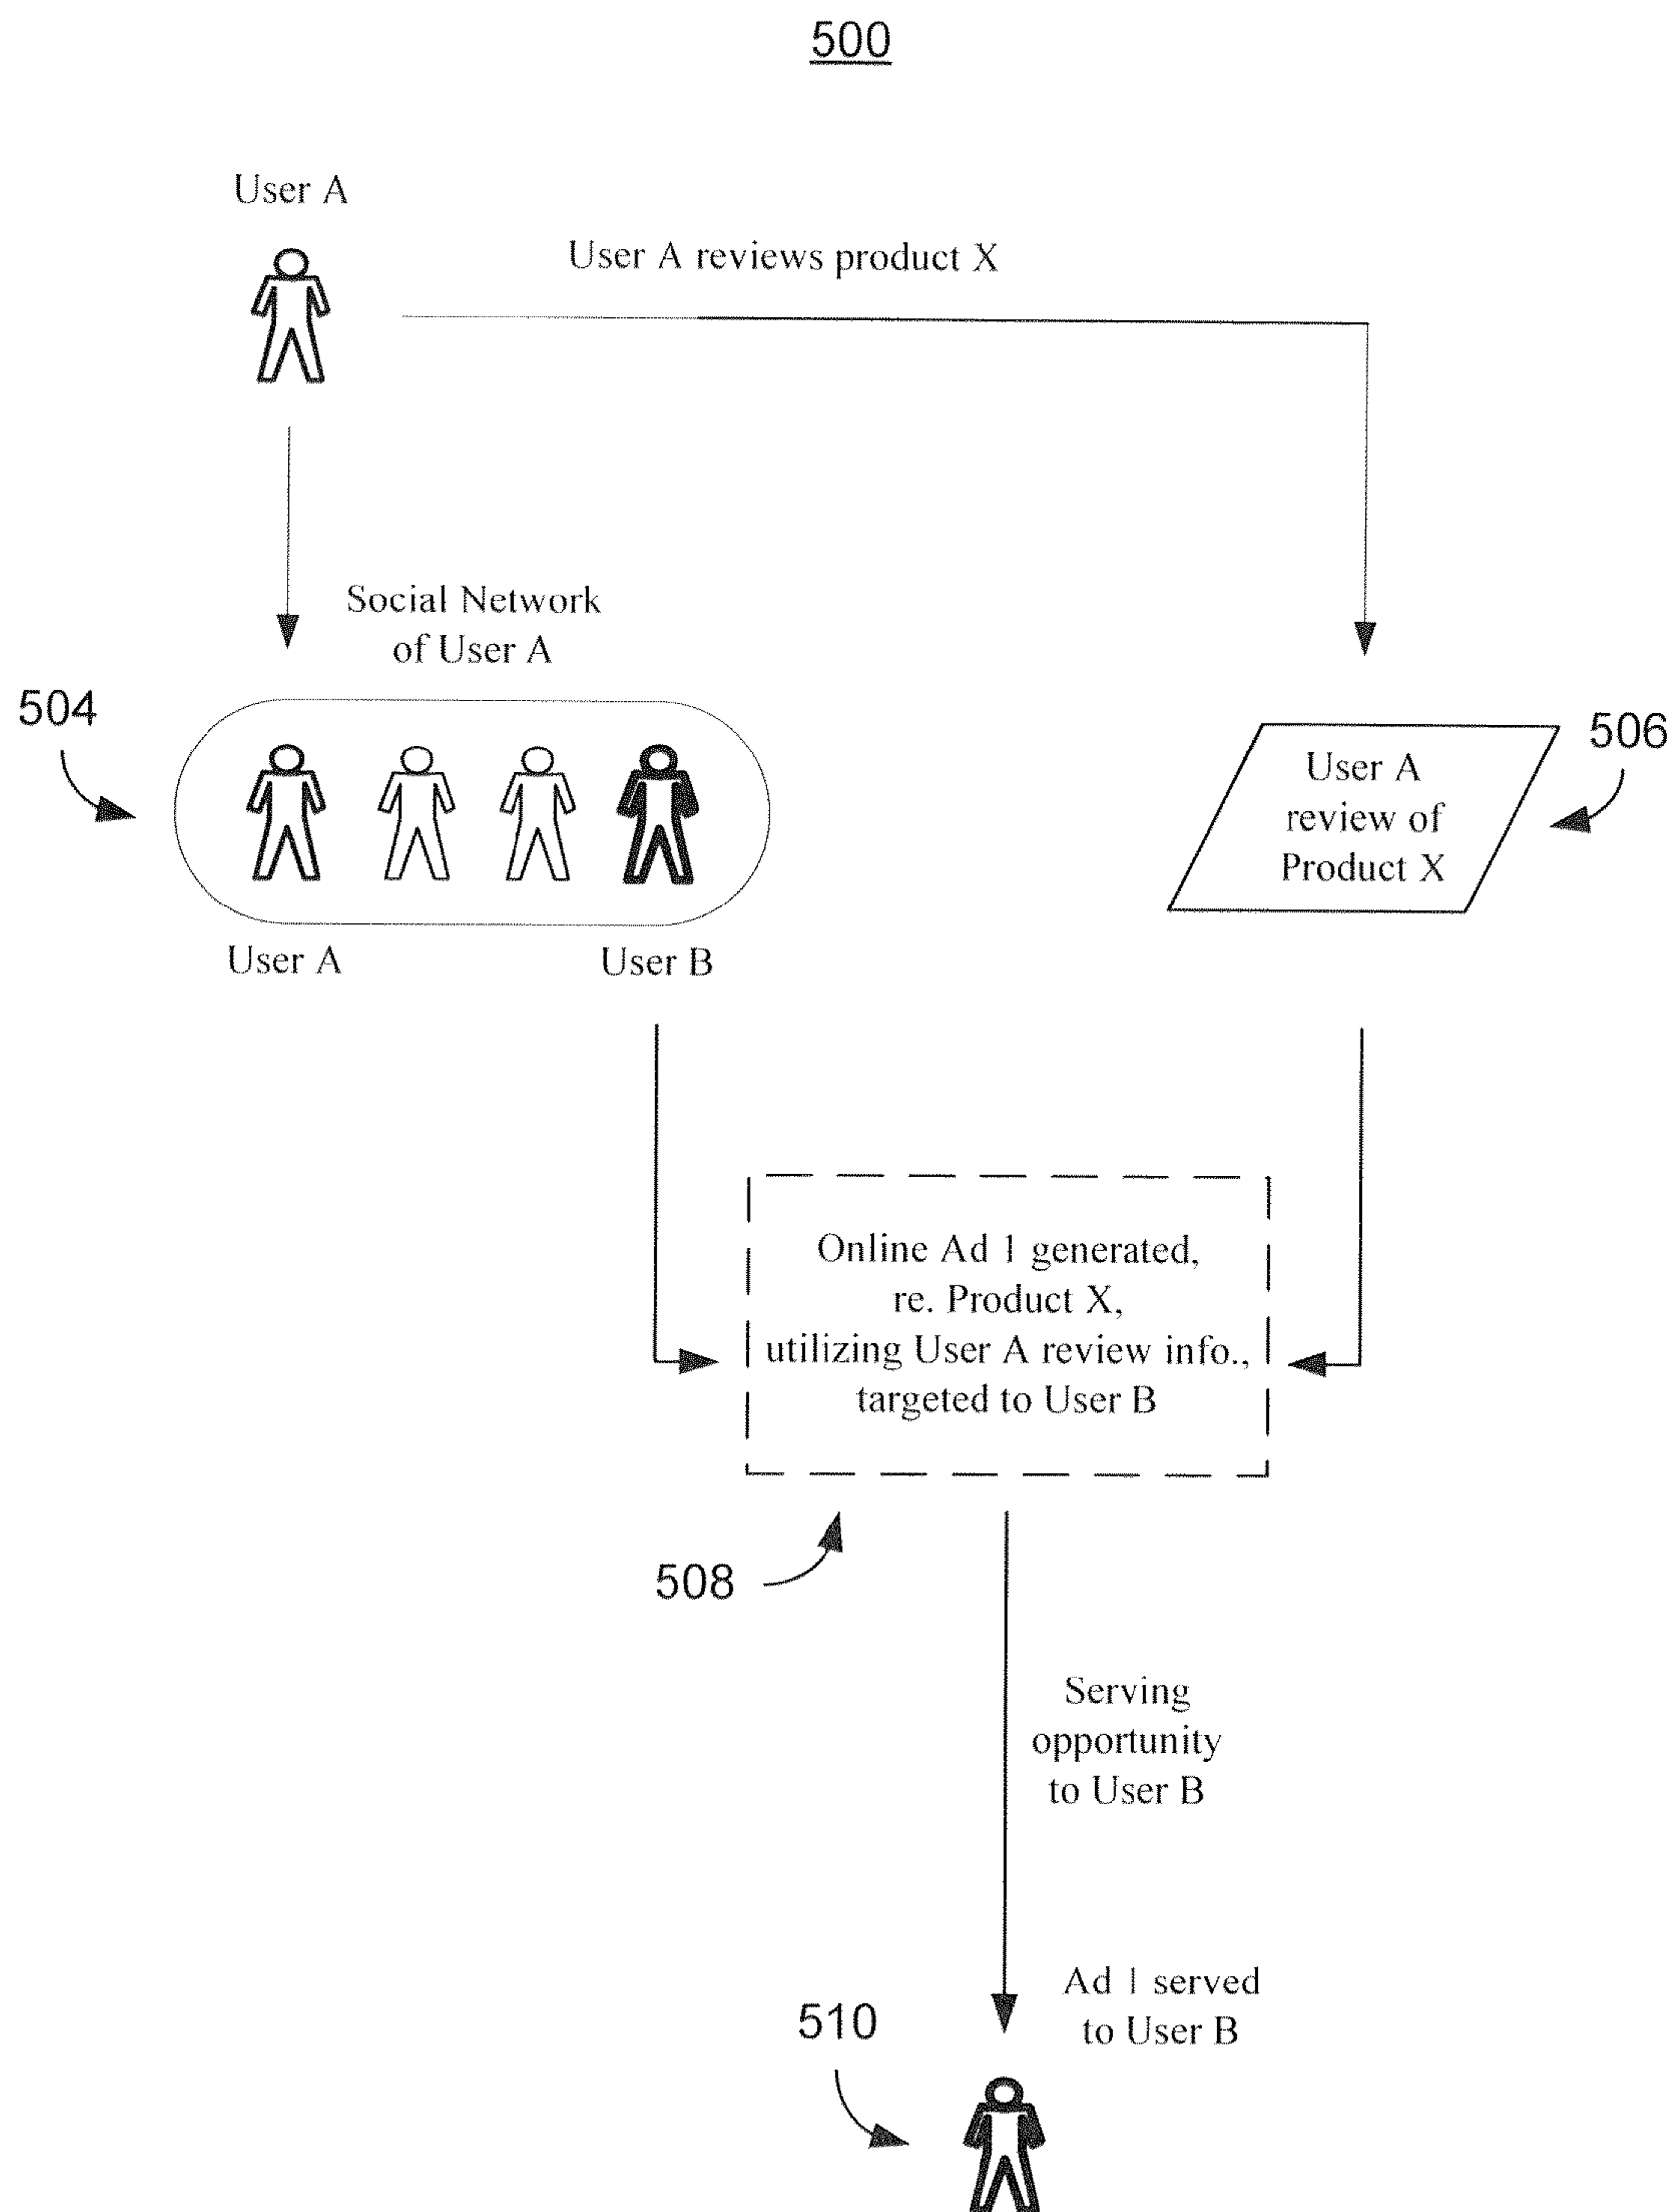 500
User A
User A reviews product X
Social Network
of User A
504
506
User A
review of
Product X
User A
User B
Online Ad 1 generated,
re. Product X,
utilizing User A review info.,
targeted to User B
508
Serving
opportunity
to User B
Ad 1 served
to User B
510